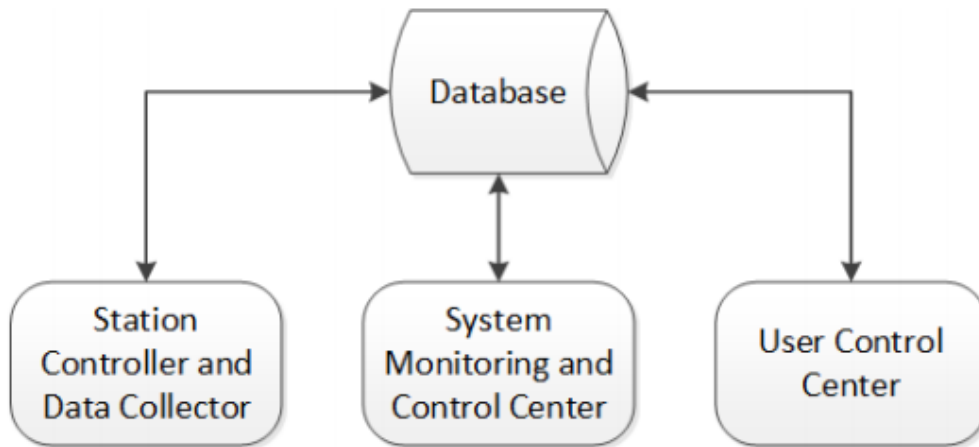 Database
Station
Controller and
Data Collector
System
Monitoring and
Control Center
User Control
Center